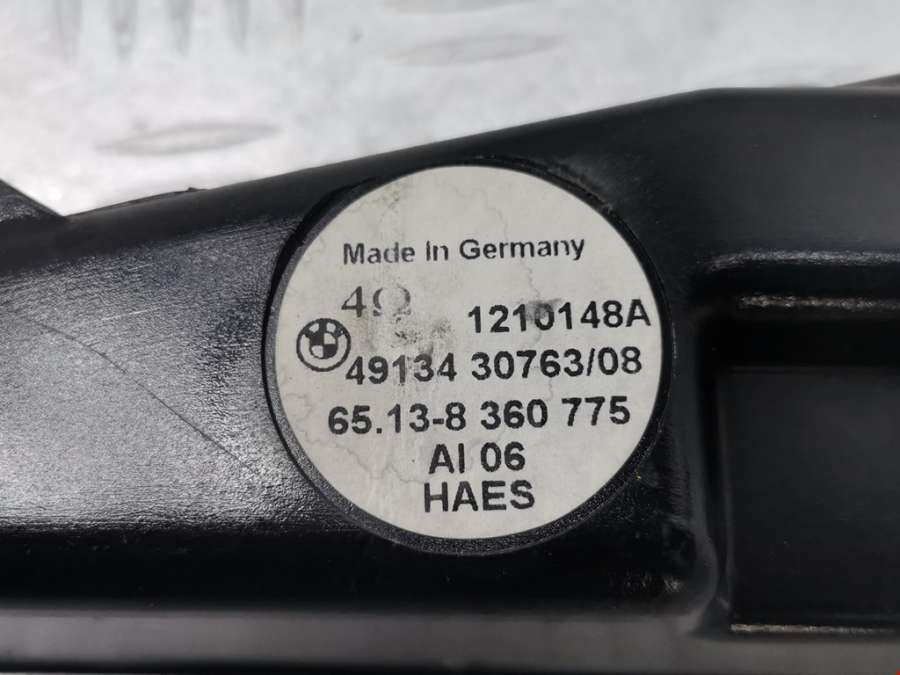 Made In Germany
4Ω
1210148A
49134 30763/08
65.13-8 360 775
AI 06
HAES